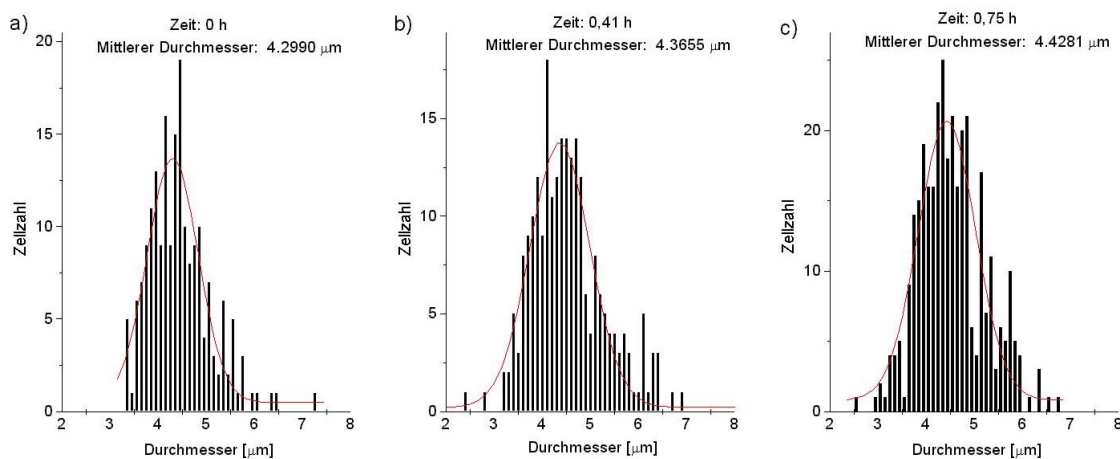 a)
Zeit: 0 h
Mittlerer Durchmesser: 4.2990 μm
20
15
10
5
0
Zellzahl
2 3 4 5 6 7 8
Durchmesser [μm]
b)
Zeit: 0,41 h
Mittlerer Durchmesser: 4.3655 μm
15
10
5
0
Zellzahl
2 3 4 5 6 7 8
Durchmesser [μm]
c)
Zeit: 0,75 h
Mittlerer Durchmesser: 4.4281 μm
20
10
0
Zellzahl
2 3 4 5 6 7 8
Durchmesser [μm]